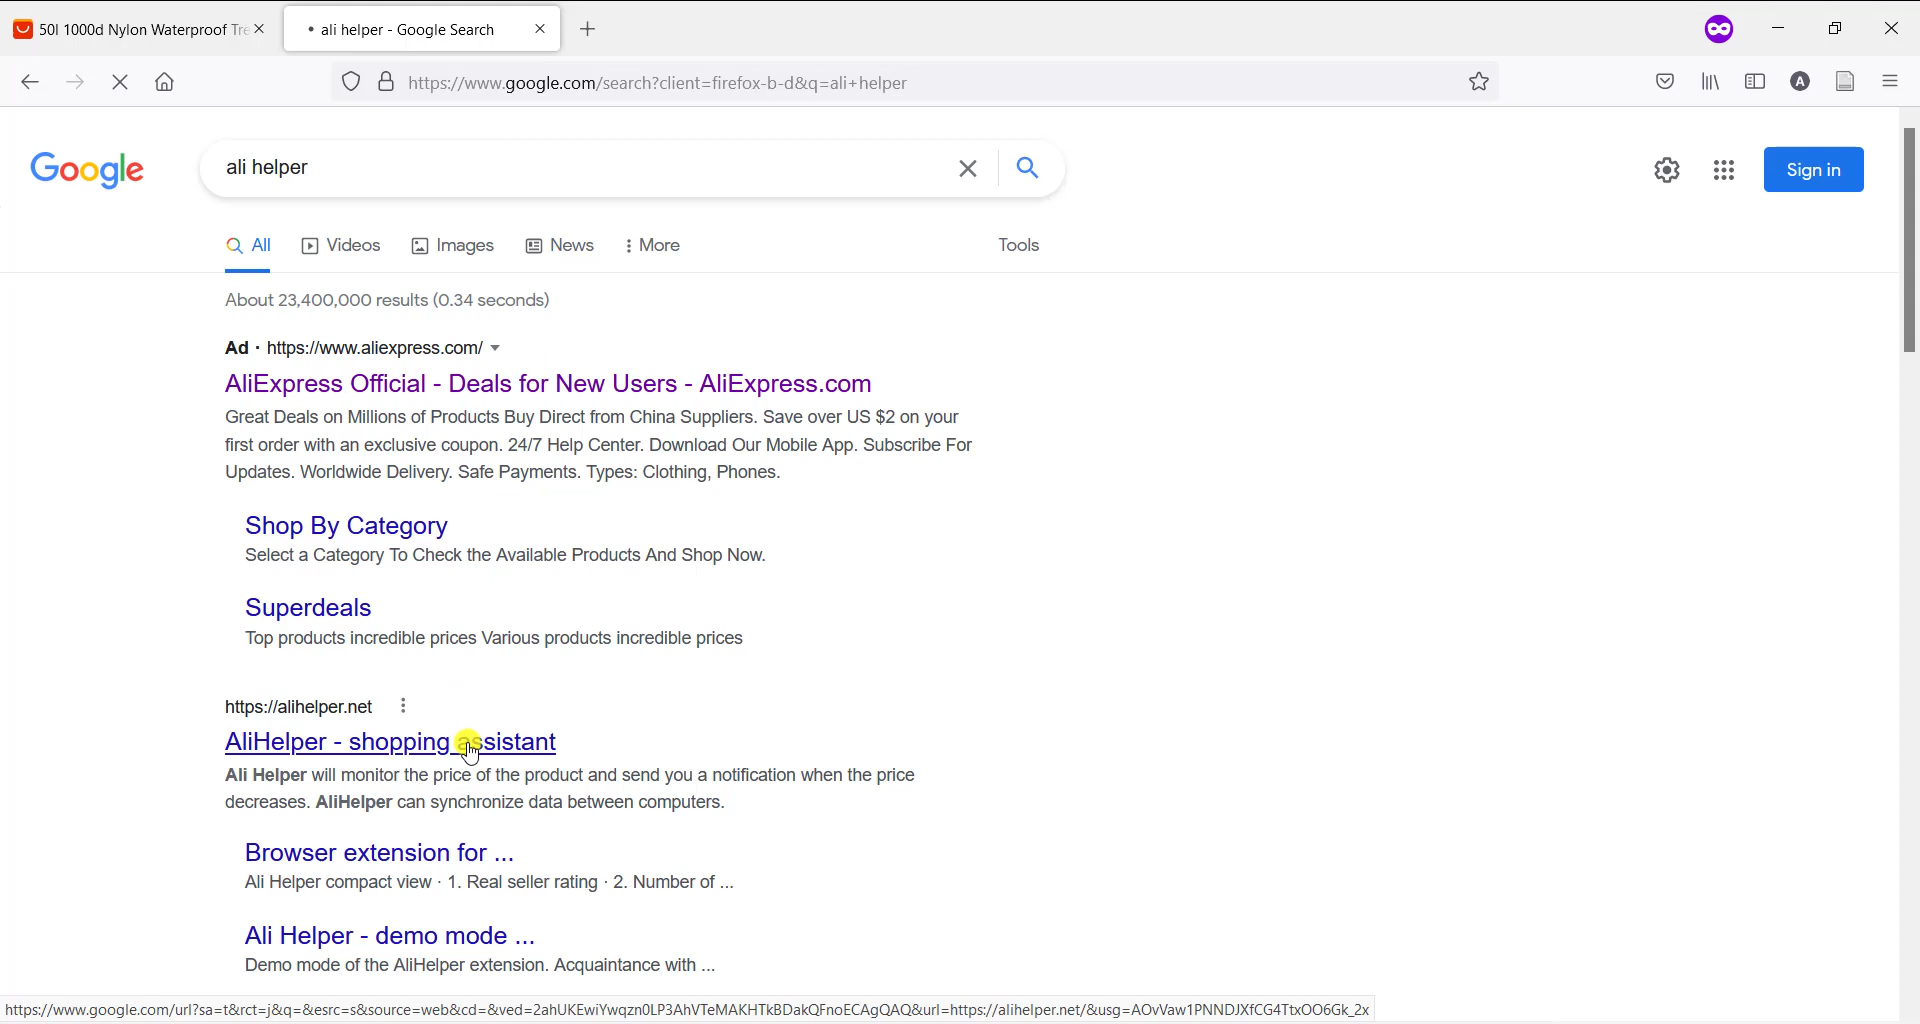 50l 1000d Nylon Waterproof Tre
ali helper - Google Search
https://www.google.com/search?client=firefox-b-d&q=ali+helper
A
Google
ali helper
Sign in
All
Videos
Images
News
More
Tools
About 23,400,000 results (0.34 seconds)
Ad · https://www.aliexpress.com/
AliExpress Official - Deals for New Users - AliExpress.com
Great Deals on Millions of Products Buy Direct from China Suppliers. Save over US $2 on your
first order with an exclusive coupon. 24/7 Help Center. Download Our Mobile App. Subscribe For
Updates. Worldwide Delivery. Safe Payments. Types: Clothing, Phones.
Shop By Category
Select a Category To Check the Available Products And Shop Now.
Superdeals
Top products incredible prices Various products incredible prices
https://alihelper.net
AliHelper - shopping assistant
Ali Helper will monitor the price of the product and send you a notification when the price
decreases. AliHelper can synchronize data between computers.
Browser extension for ...
Ali Helper compact view · 1. Real seller rating · 2. Number of ...
Ali Helper - demo mode ...
Demo mode of the AliHelper extension. Acquaintance with ...
https://www.google.com/url?sa=t&rct=j&q=&esrc=s&source=web&cd=&ved=2ahUKEwiYwqzn0LP3AhVTeMAKHTkBDakQFnoECAgQAQ&url=https://alihelper.net/&usg=AOvVaw1PNNDJXfCG4TtxOO6Gk_2x